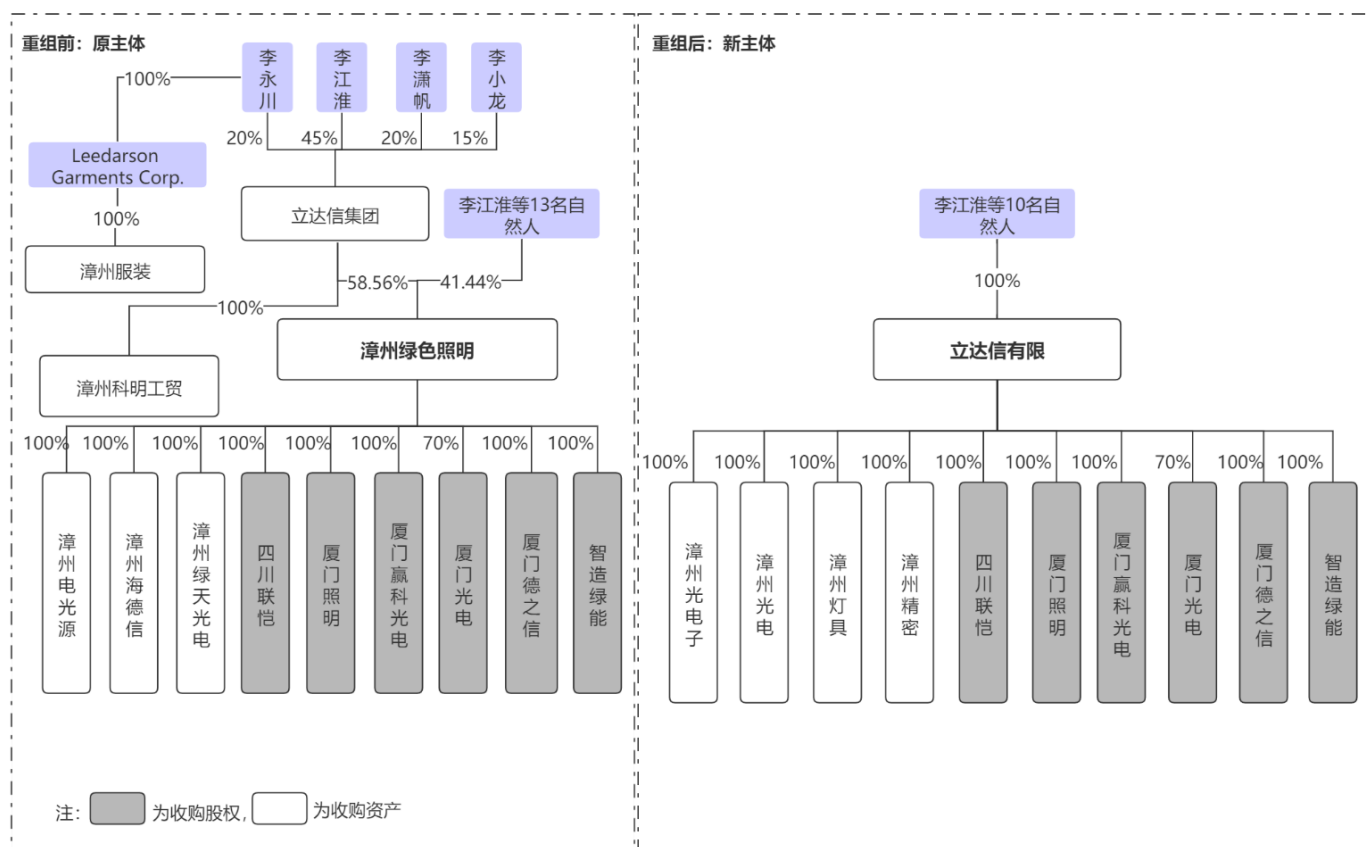 重组前：原主体
李永川
李江淮
李潇帆
李小龙
100%
20%
45%
20%
15%
Leedarson
Garments Corp.
100%
立达信集团
李江淮等13名自
然人
漳州服装
58.56%
41.44%
100%
漳州绿色照明
漳州科明工贸
100%
100%
100%
100%
100%
100%
70%
100%
100%
漳州电光源
漳州海德信
漳州绿天光电
四川联恺
厦门照明
厦门赢科光电
厦门光电
厦门德之信
智造绿能
注：
为收购股权，
为收购资产
重组后：新主体
李江淮等10名自
然人
100%
立达信有限
100%
100%
100%
100%
100%
100%
100%
70%
100%
100%
漳州光电子
漳州光电
漳州灯具
漳州精密
四川联恺
厦门照明
厦门赢科光电
厦门光电
厦门德之信
智造绿能